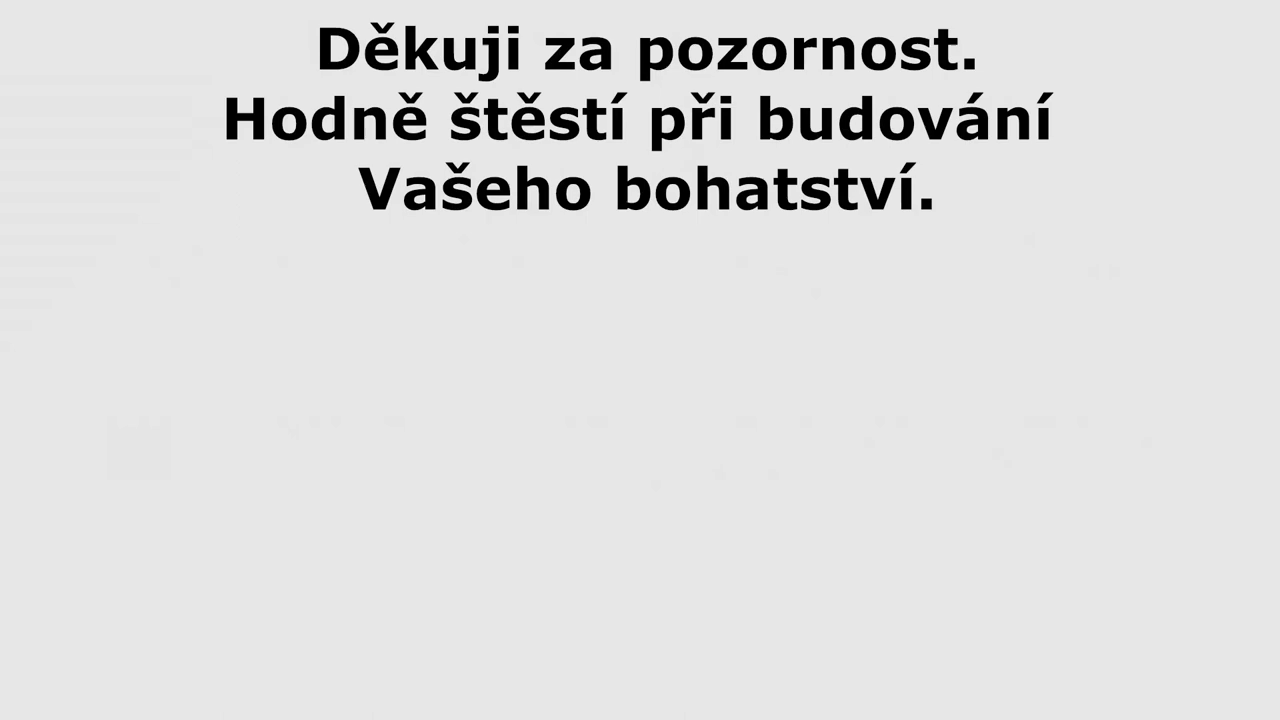 Děkuji za pozornost.
Hodně štěstí při budování
Vašeho bohatství.